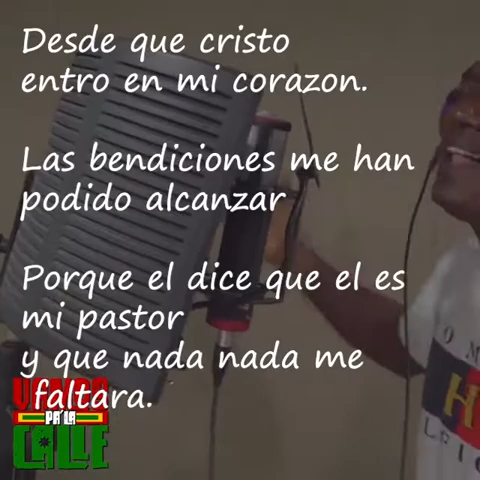 Desde que cristo
entro en mi corazon.
Las bendiciones me han
podido alcanzar
Porque el dice que el es
mi pastor
y que nada nada me
faltara.
PA' LA
CALLE